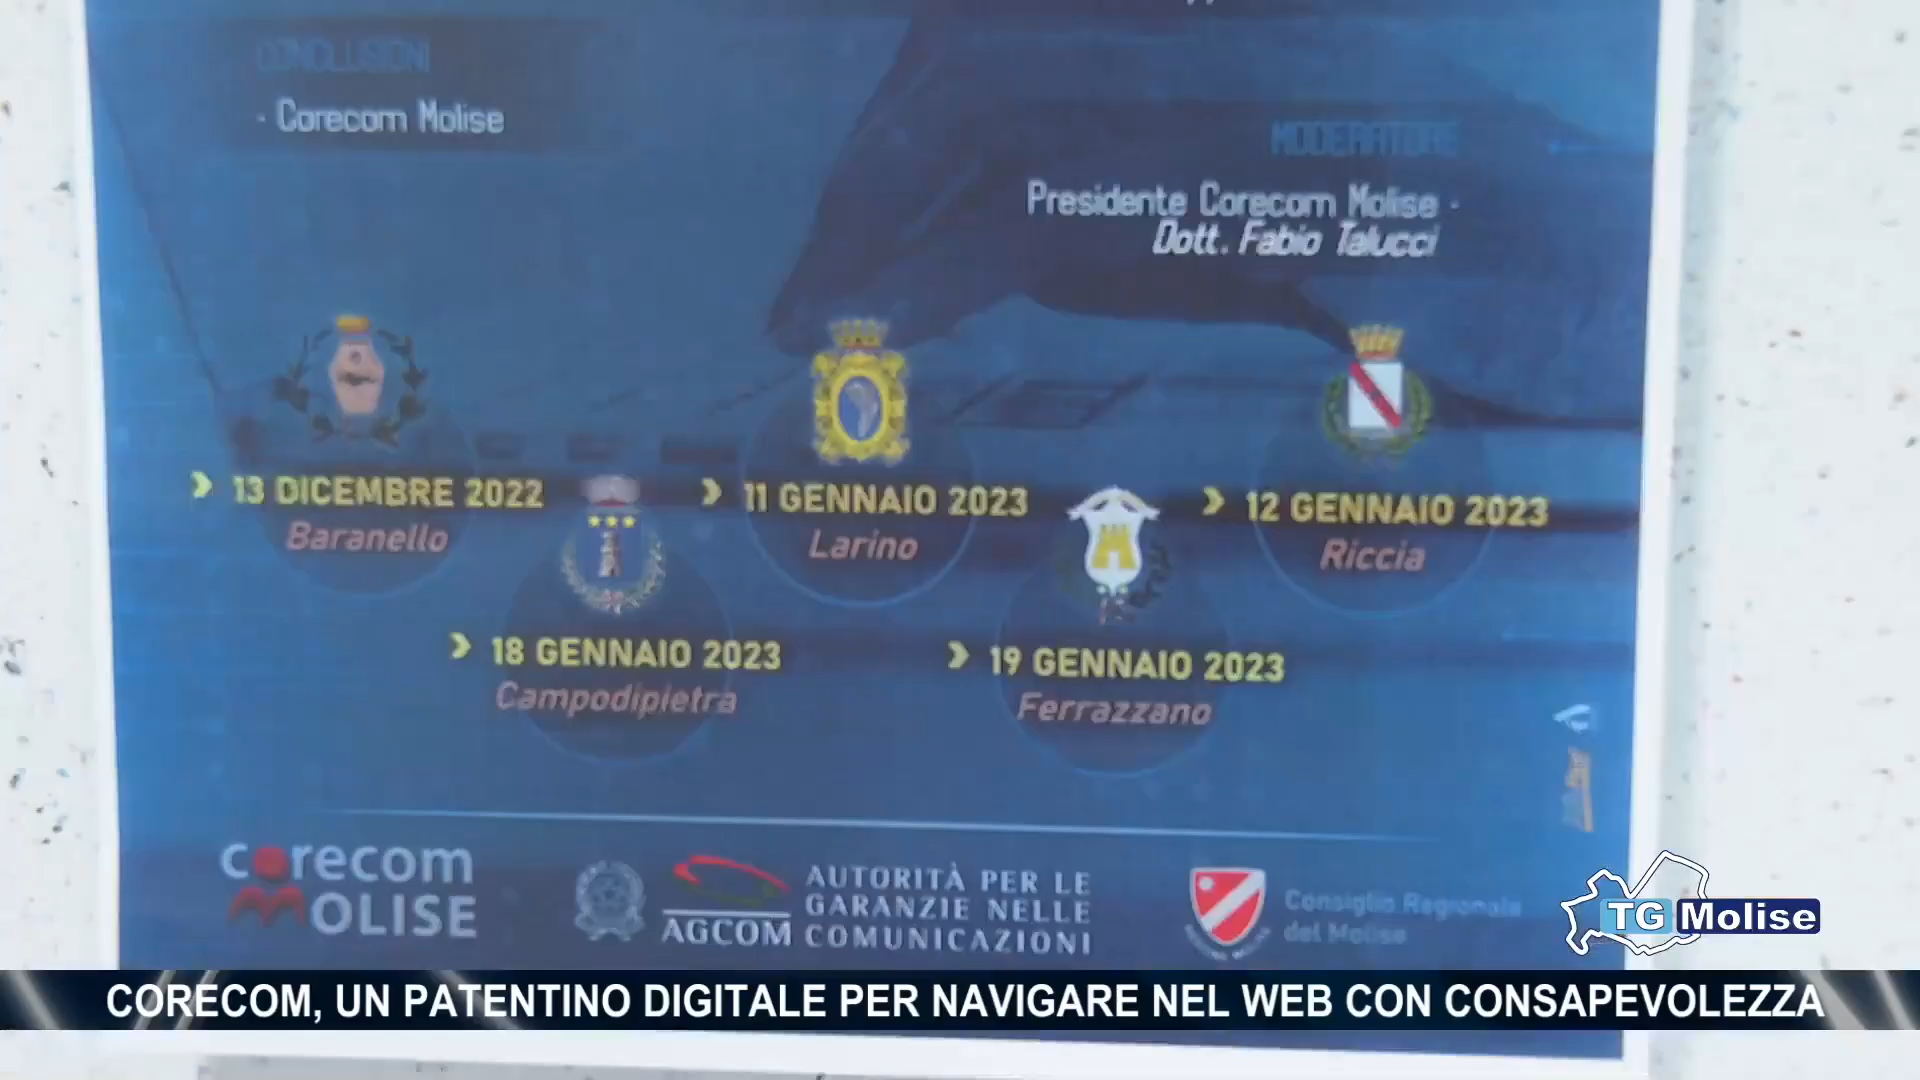 CONCLUSIONI
- Corecom Molise
MODERATORE
Presidente Corecom Molise -
Dott. Fabio Talucci
13 DICEMBRE 2022
Baranello
11 GENNAIO 2023
Larino
12 GENNAIO 2023
Riccia
18 GENNAIO 2023
Campodipietra
19 GENNAIO 2023
Ferrazzano
corecom
MOLISE
AGCOM
AUTORITÀ PER LE
GARANZIE NELLE
COMUNICAZIONI
Consiglio Regionale
del Molise
TG Molise
CORECOM, UN PATENTINO DIGITALE PER NAVIGARE NEL WEB CON CONSAPEVOLEZZA